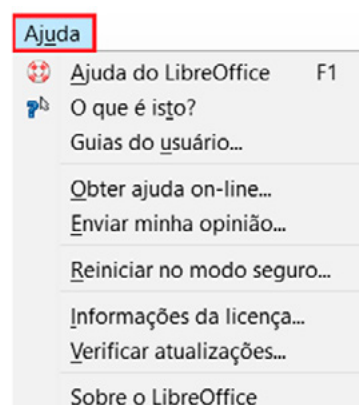 Ajuda
Ajuda do LibreOffice F1
O que é isto?
Guias do usuário...
Obter ajuda on-line...
Enviar minha opinião...
Reiniciar no modo seguro...
Informações da licença...
Verificar atualizações...
Sobre o LibreOffice